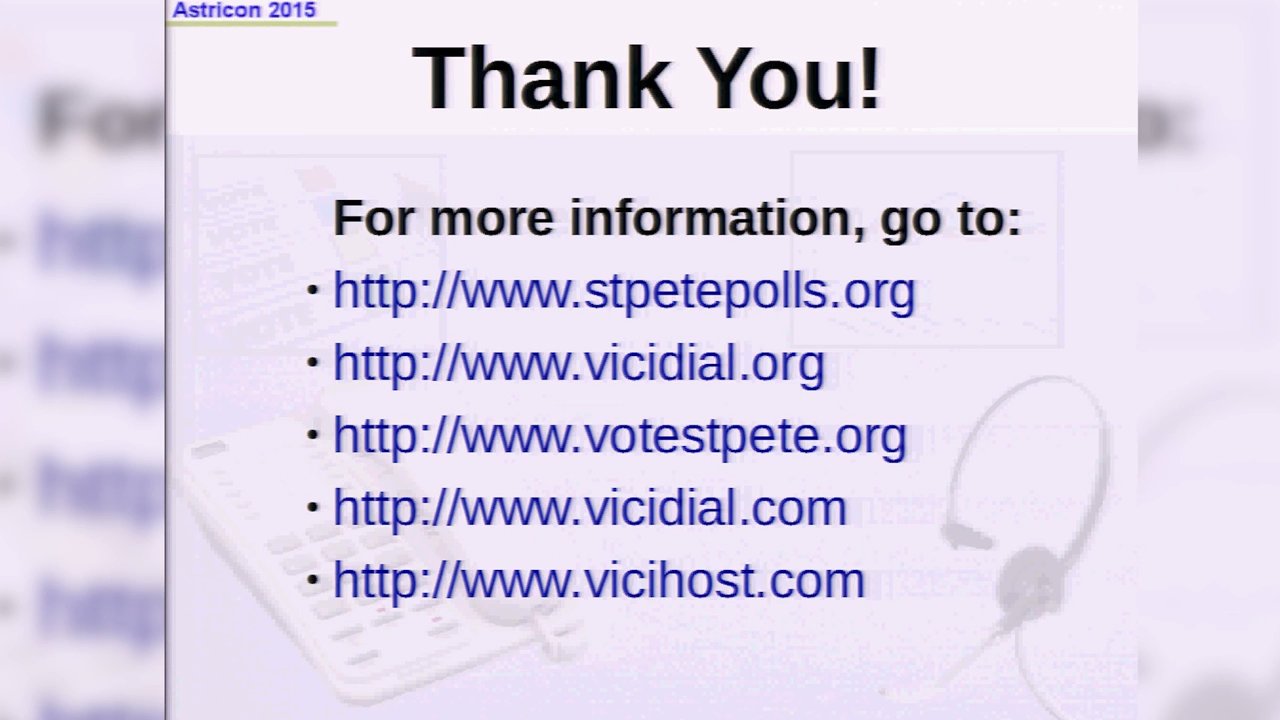 Astricon 2015
Thank You!
For more information, go to:
• http://www.stpetepolls.org
• http://www.vicidial.org
• http://www.votestpete.org
• http://www.vicidial.com
• http://www.vicihost.com